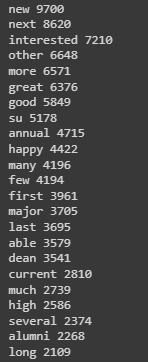 new 9700
next 8620
interested 7210
other 6648
more 6571
great 6376
good 5849
su 5178
annual 4715
happy 4422
many 4196
few 4194
first 3961
major 3705
last 3695
able 3579
dean 3541
current 2810
much 2739
high 2586
several 2374
alumni 2268
long 2109